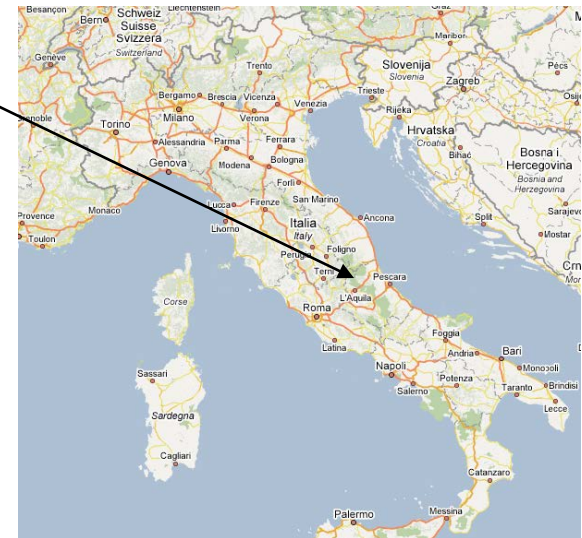 Besançon
Bern
Schweiz
Suisse
Svizzera
Switzerland
Liechtenstein
Graz
Maribor
Genève
Trento
Slovenija
Slovenia
Zagreb
Pécs
Bergamo
Brescia
Vicenza
Venezia
Trieste
Rijeka
Osije
enoble
Torino
Milano
Verona
Hrvatska
Croatia
Bihać
Bosna i
Hercegovina
Bosnia and
Herzegovina
Alessandria
Parma
Ferrara
Genova
Modena
Bologna
Forlì
Provence
Monaco
Lucca
Firenze
San Marino
Sarajevo
Toulon
Livorno
Italia
Italy
Ancona
Split
Mostar
Perugia
Foligno
Crn
Mor
Terni
Pescara
L'Aquila
Corse
Roma
Latina
Foggia
Andria
Bari
Monopoli
Napoli
Potenza
Taranto
Brindisi
Salerno
Lecce
Sassari
Sardegna
Cagliari
Catanzaro
Palermo
Messina